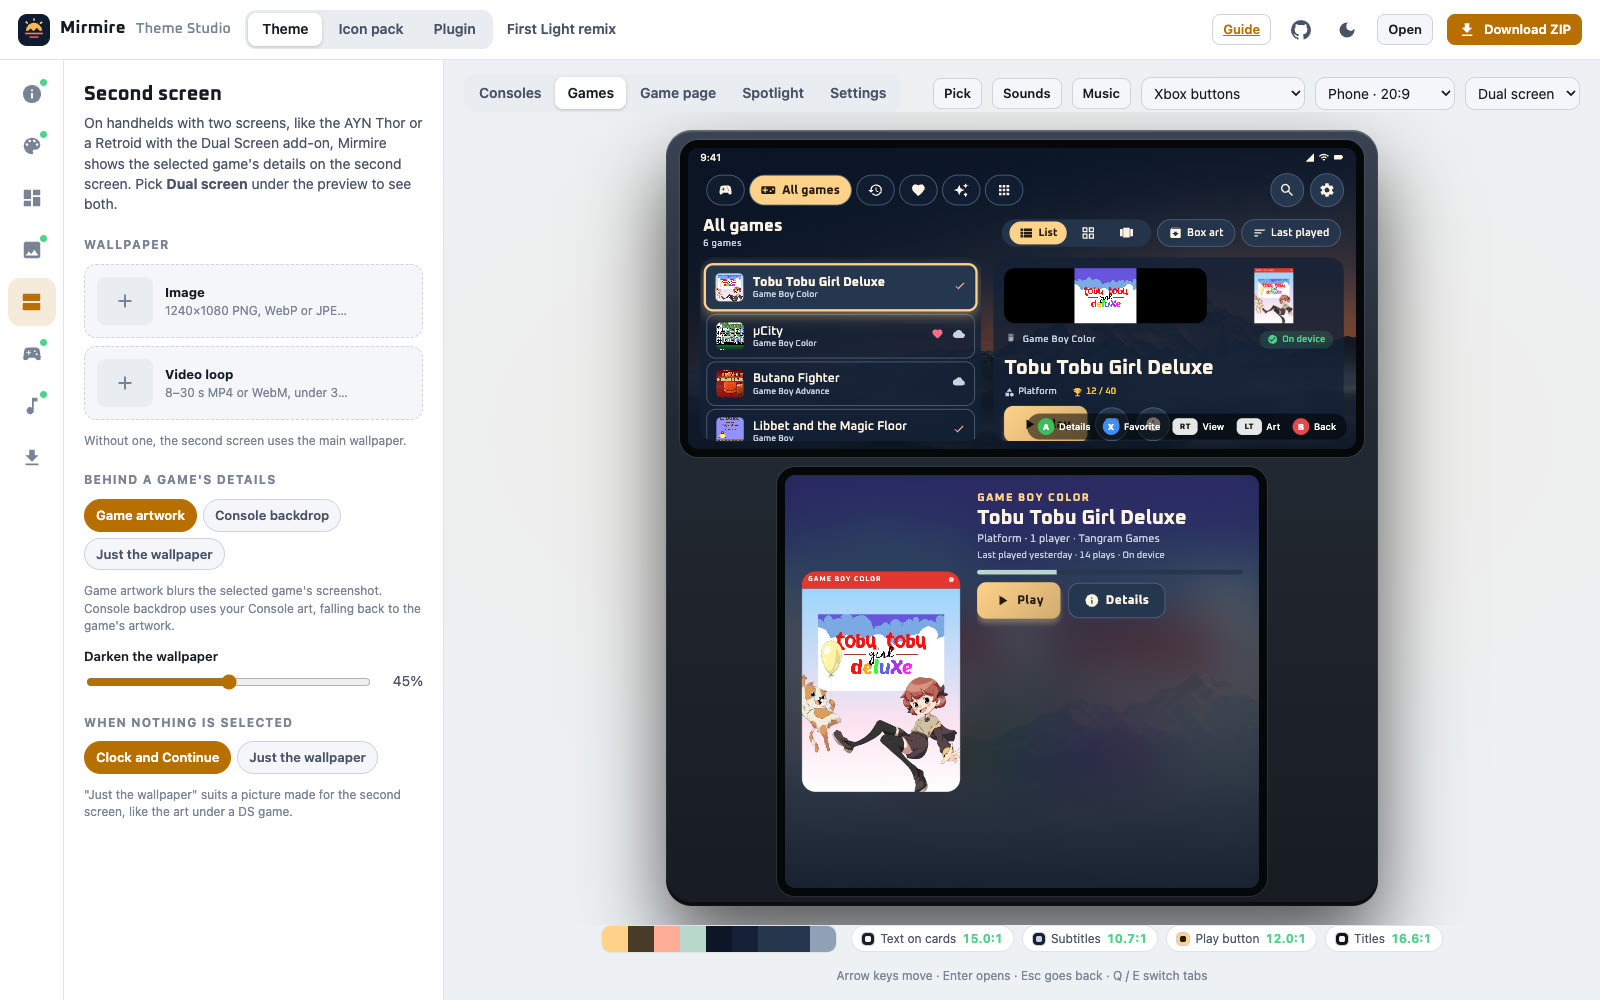 Mirmire Theme Studio
Theme
Icon pack
Plugin
First Light remix
Guide
Open
Download ZIP
Second screen
On handhelds with two screens, like the AYN Thor or
a Retroid with the Dual Screen add-on, Mirmire
shows the selected game's details on the second
screen. Pick Dual screen under the preview to see
both.
WALLPAPER
Image
1240×1080 PNG, WebP or JPE...
Video loop
8–30 s MP4 or WebM, under 3...
Without one, the second screen uses the main wallpaper.
BEHIND A GAME'S DETAILS
Game artwork
Console backdrop
Just the wallpaper
Game artwork blurs the selected game's screenshot.
Console backdrop uses your Console art, falling back to the
game's artwork.
Darken the wallpaper
45%
WHEN NOTHING IS SELECTED
Clock and Continue
Just the wallpaper
"Just the wallpaper" suits a picture made for the second
screen, like the art under a DS game.
Consoles
Games
Game page
Spotlight
Settings
Pick
Sounds
Music
Xbox buttons
Phone · 20:9
Dual screen
9:41
All games
All games
6 games
List
Box art
Last played
Tobu Tobu Girl Deluxe
Game Boy Color
µCity
Game Boy Color
Butano Fighter
Game Boy Advance
Libbet and the Magic Floor
Game Boy
tobu tobu
girl
deluxe
Game Boy Color
On device
Tobu Tobu Girl Deluxe
Platform
12 / 40
A Details
X Favorite
RT View
LT Art
B Back
GAME BOY COLOR
tobu tobu
girl
deluxe
GAME BOY COLOR
Tobu Tobu Girl Deluxe
Platform · 1 player · Tangram Games
Last played yesterday · 14 plays · On device
Play
Details
Text on cards 15.0:1
Subtitles 10.7:1
Play button 12.0:1
Titles 16.6:1
Arrow keys move · Enter opens · Esc goes back · Q / E switch tabs